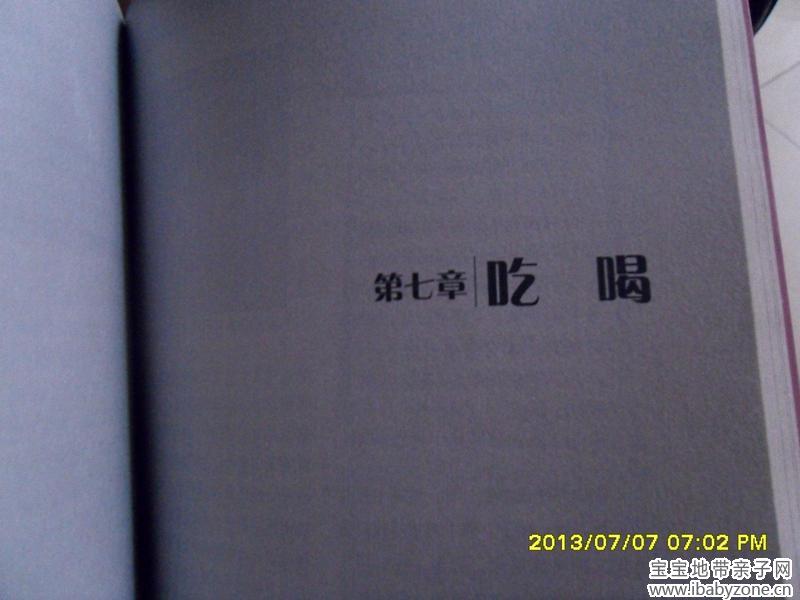 第七章 吃 喝
2013/07/07 07:02 PM
宝宝地带亲子网
www.ibabyzone.cn